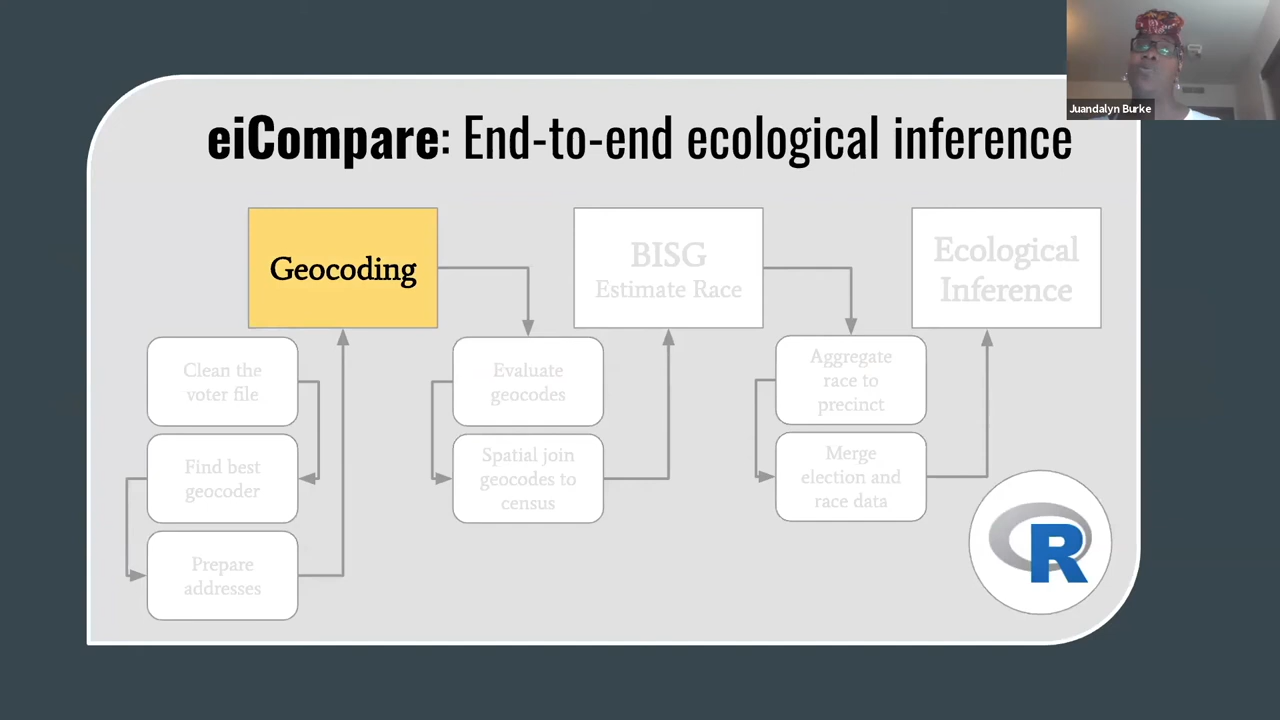 Juandalyn Burke
eiCompare: End-to-end ecological inference
Geocoding
BISG
Estimate Race
Ecological
Inference
Clean the
voter file
Find best
geocoder
Prepare
addresses
Evaluate
geocodes
Spatial join
geocodes to
census
Aggregate
race to
precinct
Merge
election and
race data
R